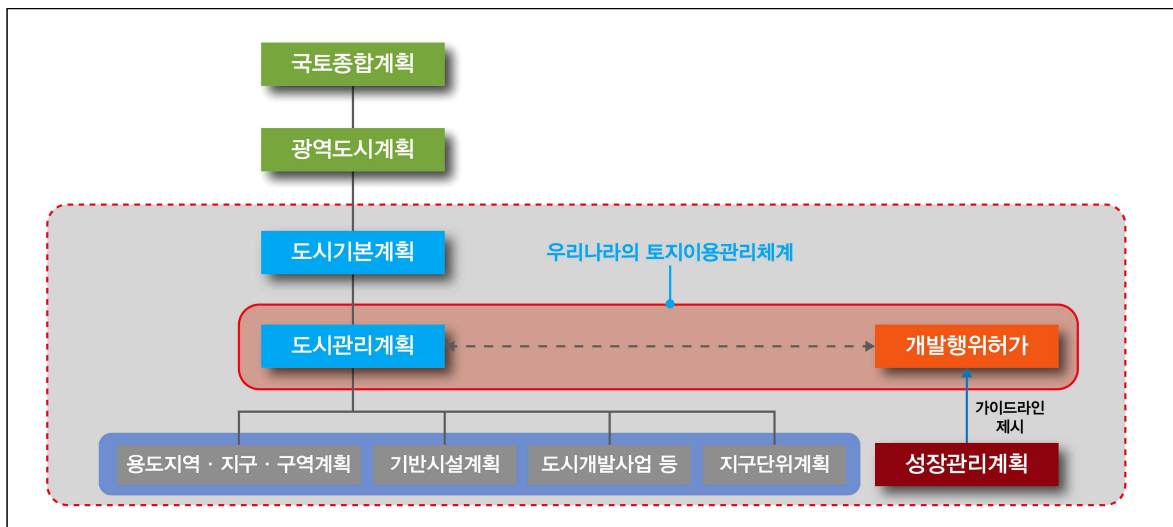 국토종합계획
광역도시계획
도시기본계획
우리나라의 토지이용관리체계
도시관리계획
개발행위허가
가이드라인
제시
용도지역 · 지구 · 구역계획
기반시설계획
도시개발사업 등
지구단위계획
성장관리계획